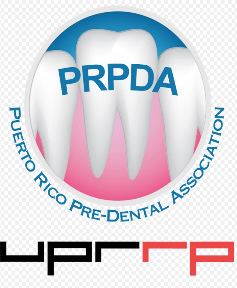 PRPDA
PUERTO RICO PRE-DENTAL ASSOCIATION
uprrp